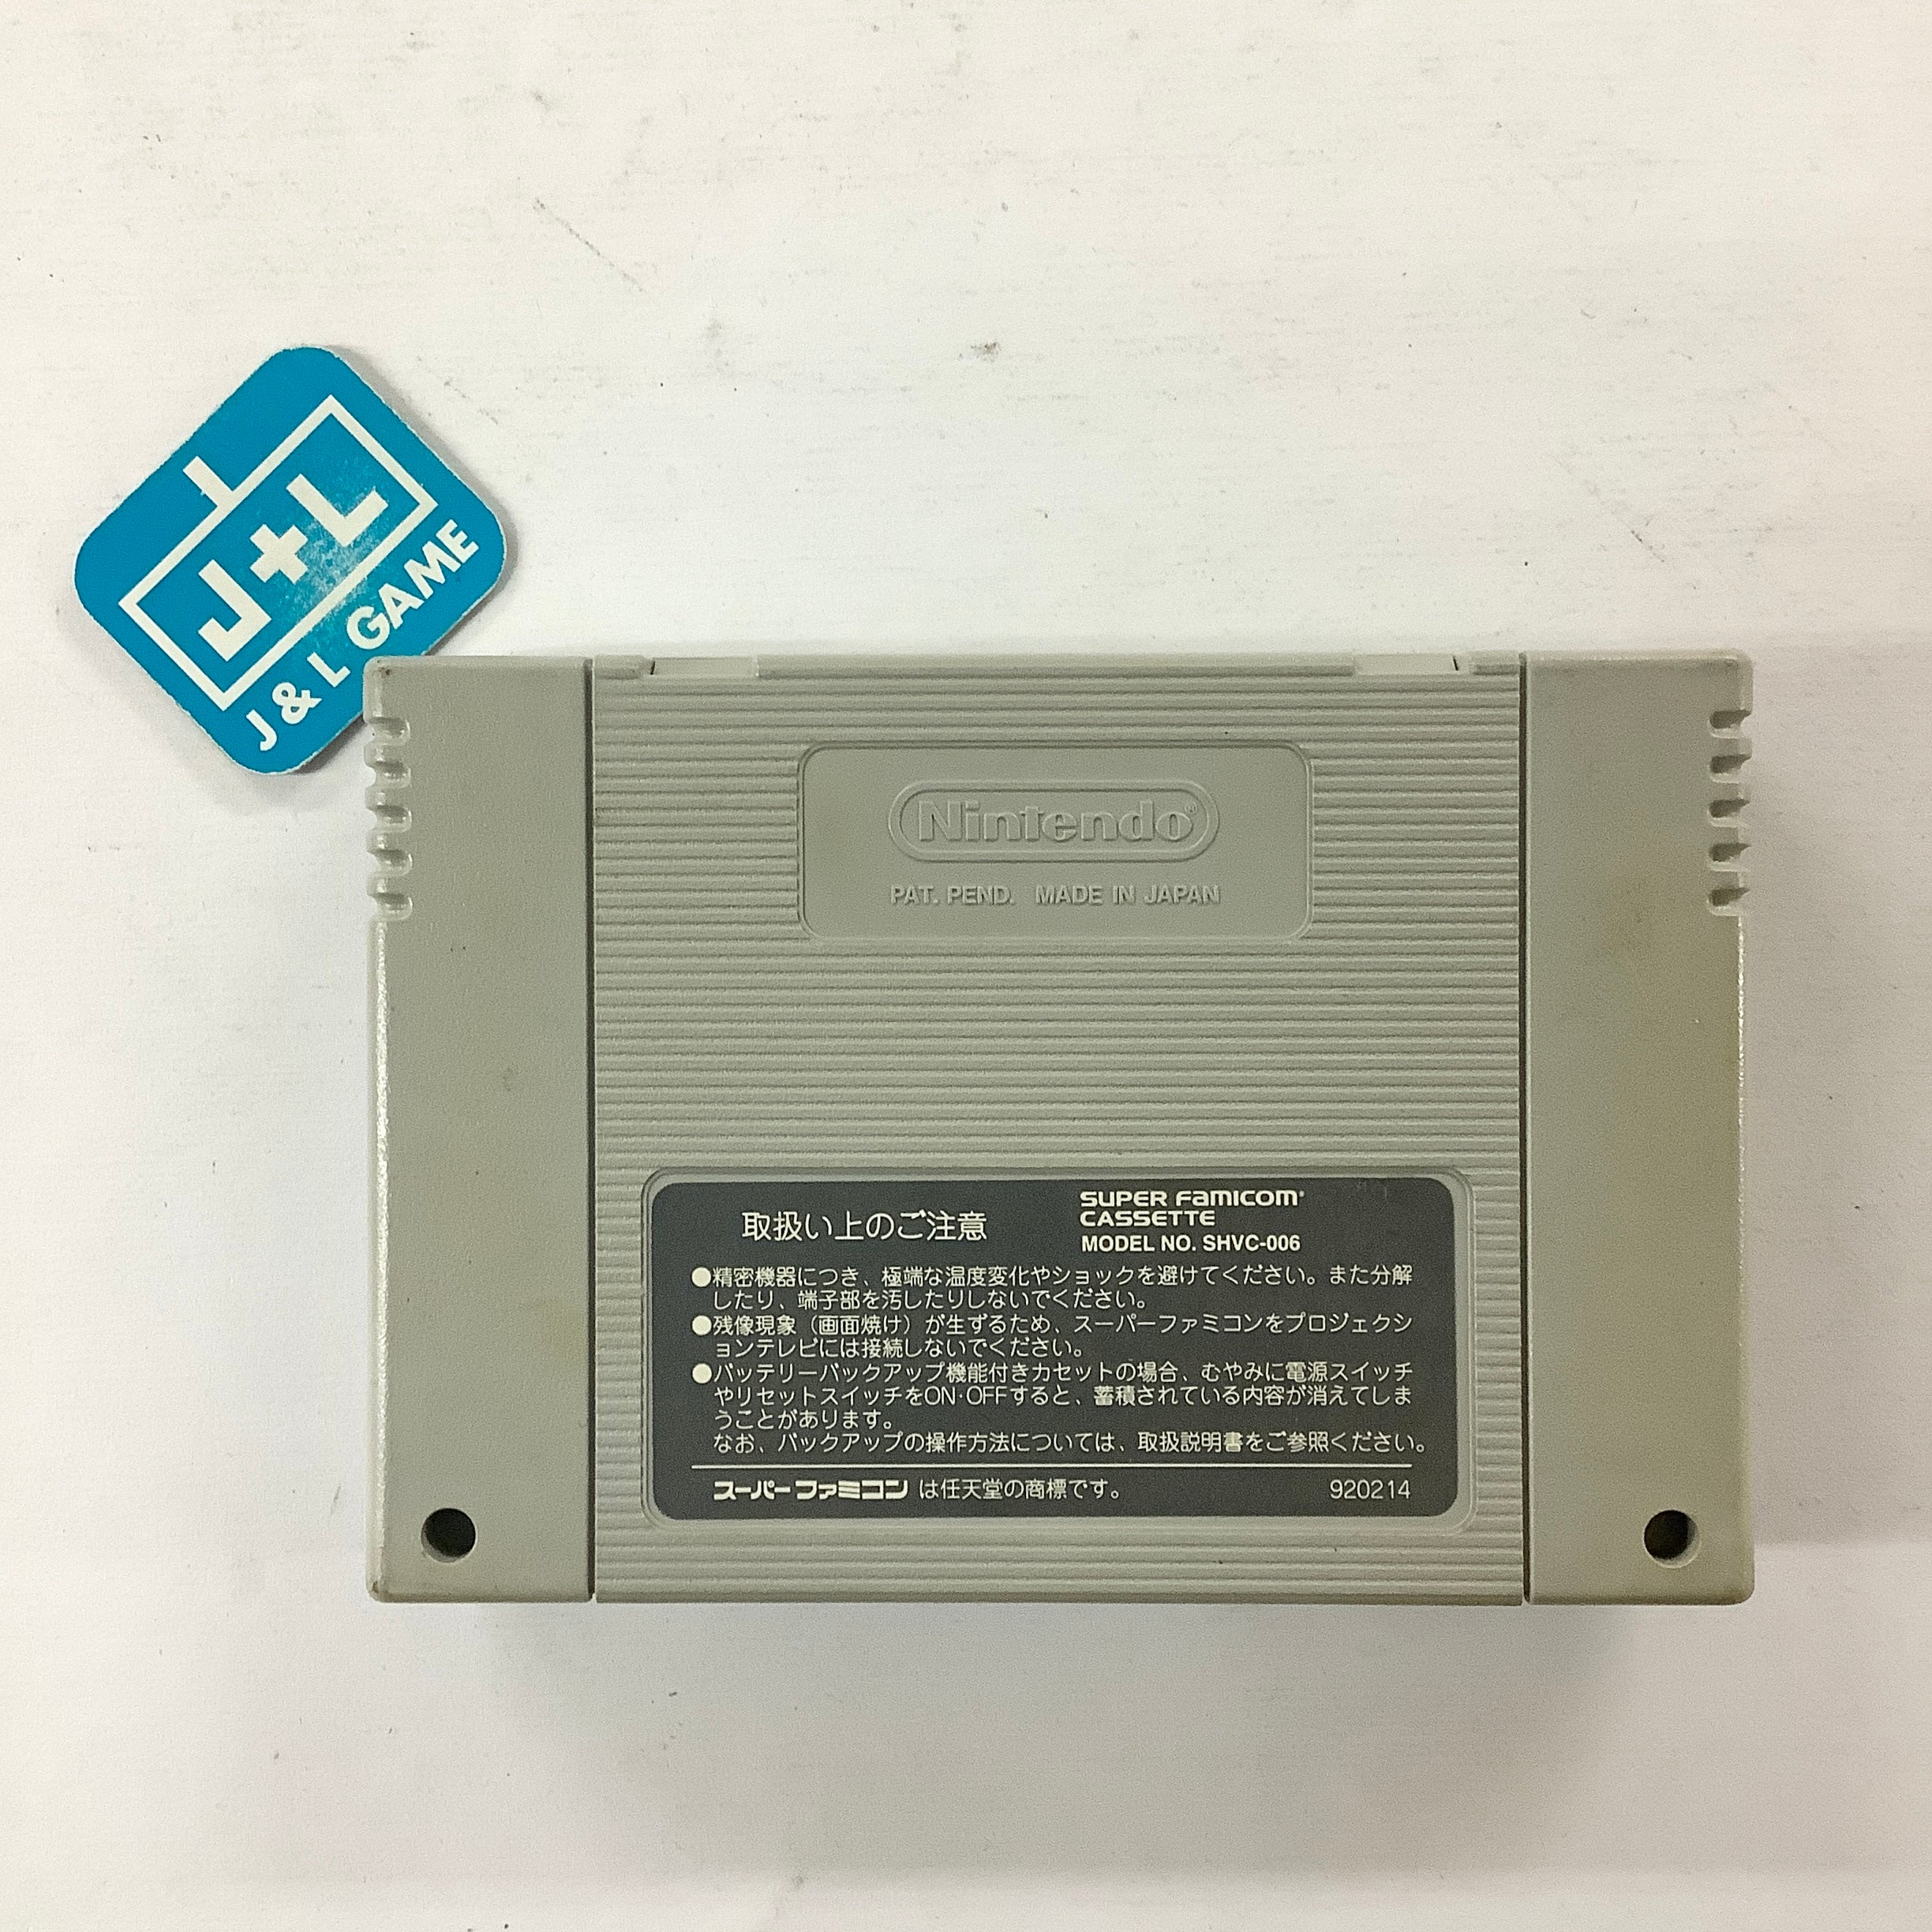 J+L
J & L GAME
Nintendo®
PAT. PEND. MADE IN JAPAN
取扱い上のご注意
SUPER FAMICOM®
CASSETTE
MODEL NO. SHVC-006
●精密機器につき、極端な温度変化やショックを避けてください。また分解
したり、端子部を汚したりしないでください。
●残像現象（画面焼け）が生ずるため、スーパーファミコンをプロジェクシ
ョンテレビには接続しないでください。
●バッテリーバックアップ機能付きカセットの場合、むやみに電源スイッチ
やリセットスイッチをON・OFFすると、蓄積されている内容が消えてしま
うことがあります。
なお、バックアップの操作方法については、取扱説明書をご参照ください。
スーパーファミコン は任天堂の商標です。 920214